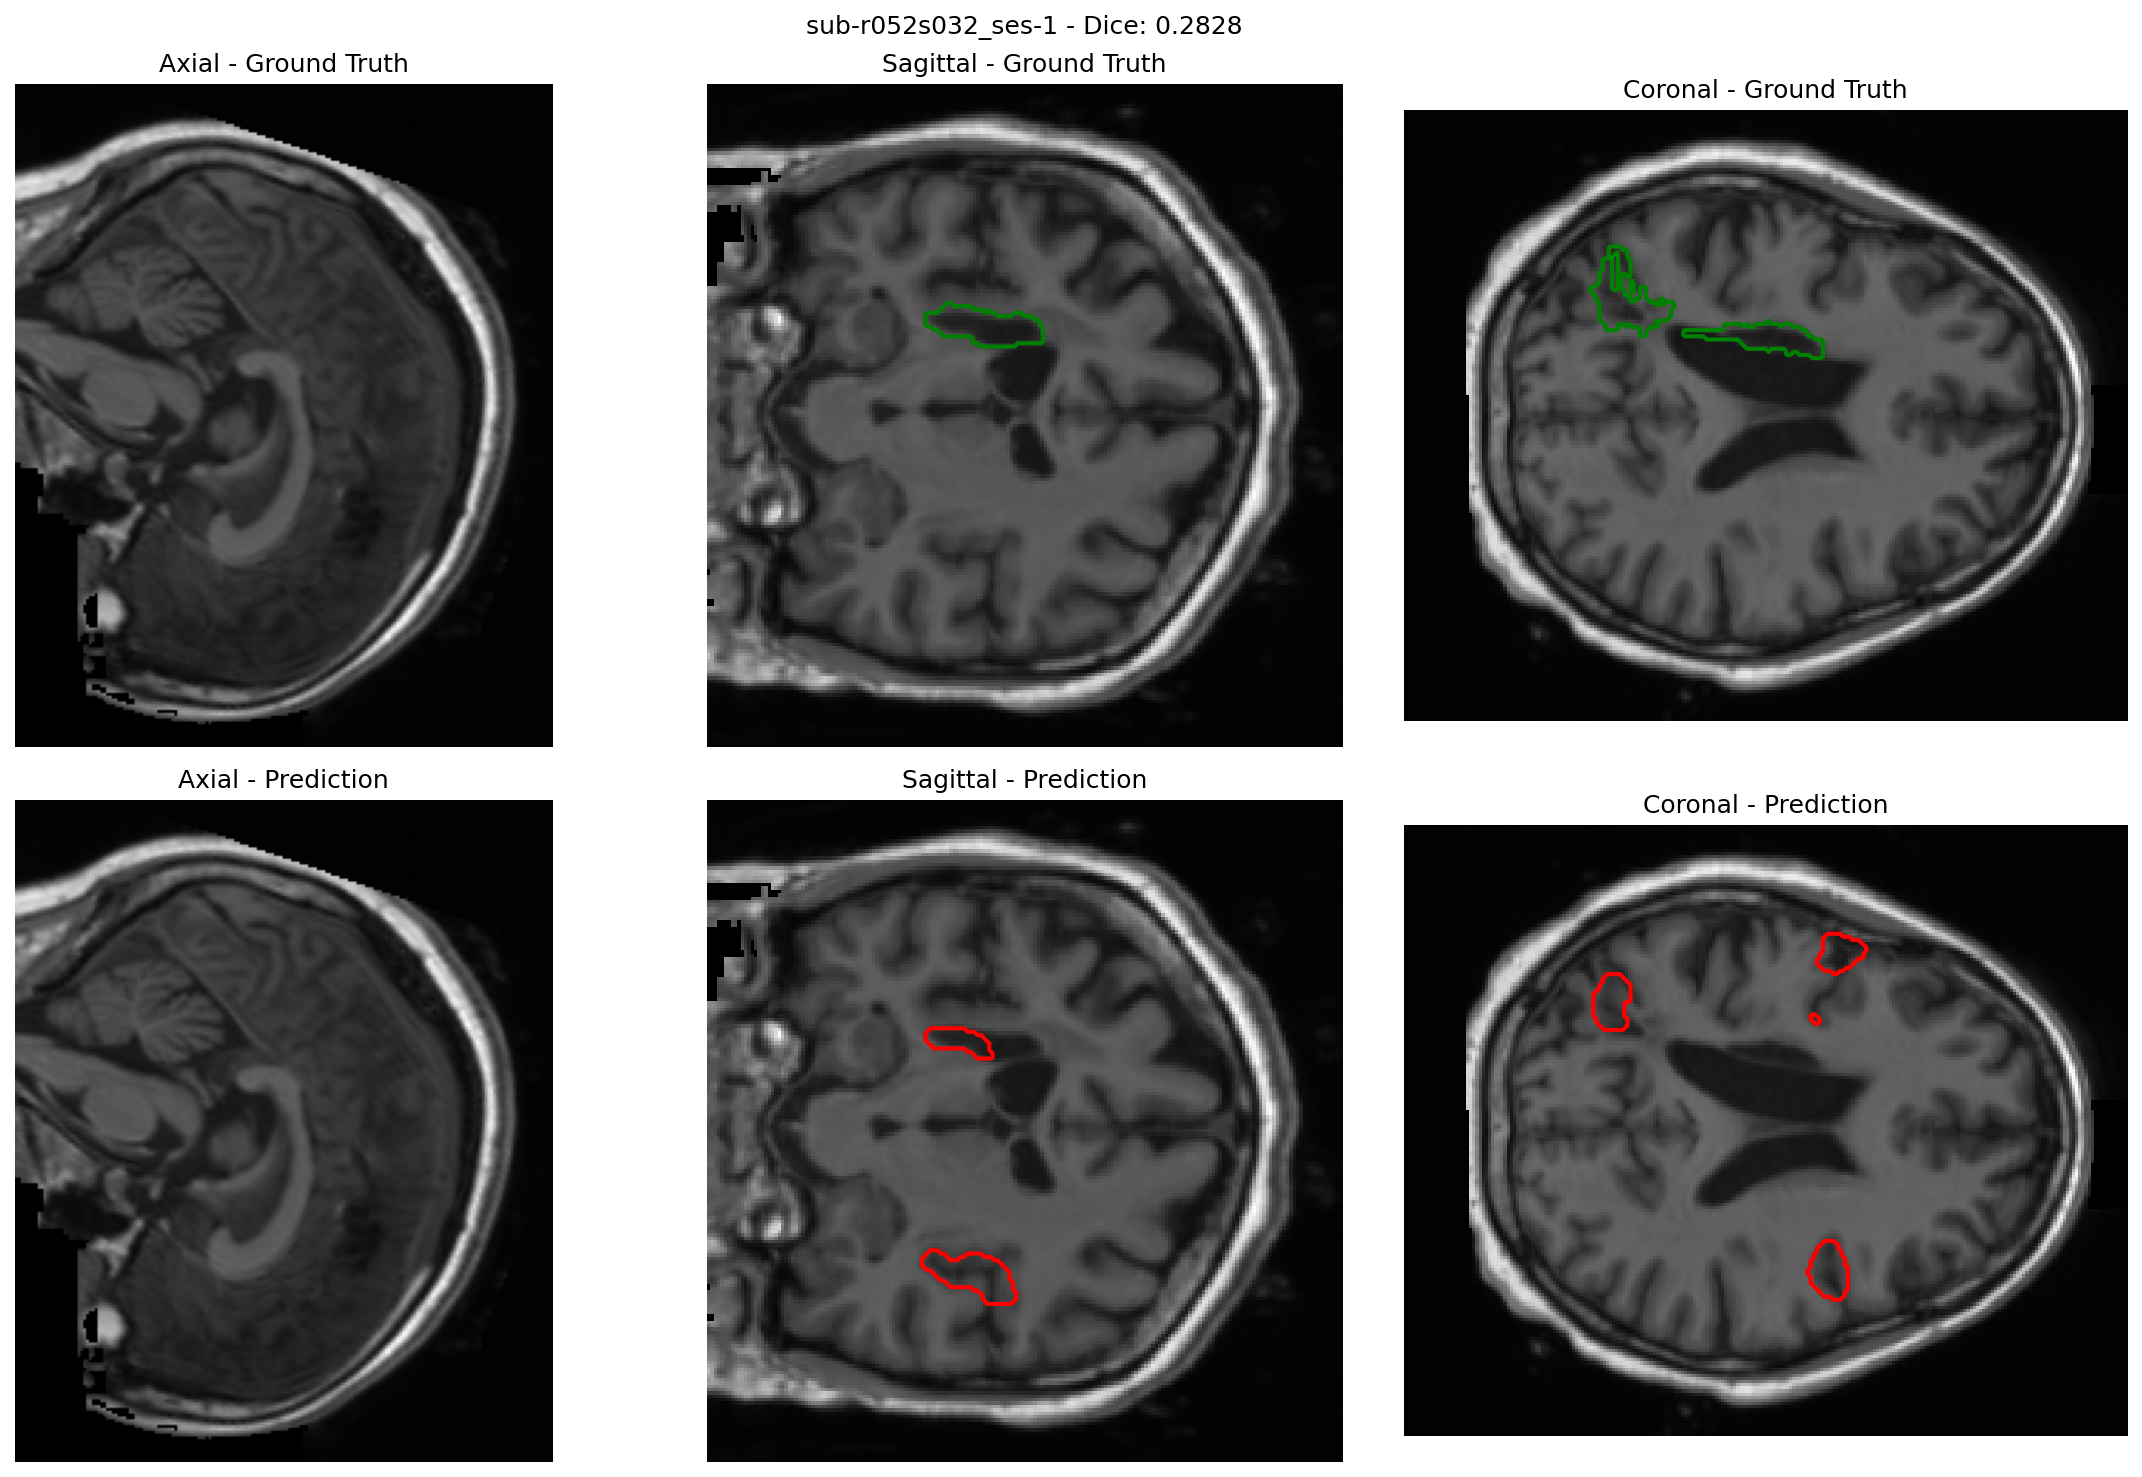 sub-r052s032_ses-1 - Dice: 0.2828
Axial - Ground Truth
Sagittal - Ground Truth
Coronal - Ground Truth
Axial - Prediction
Sagittal - Prediction
Coronal - Prediction